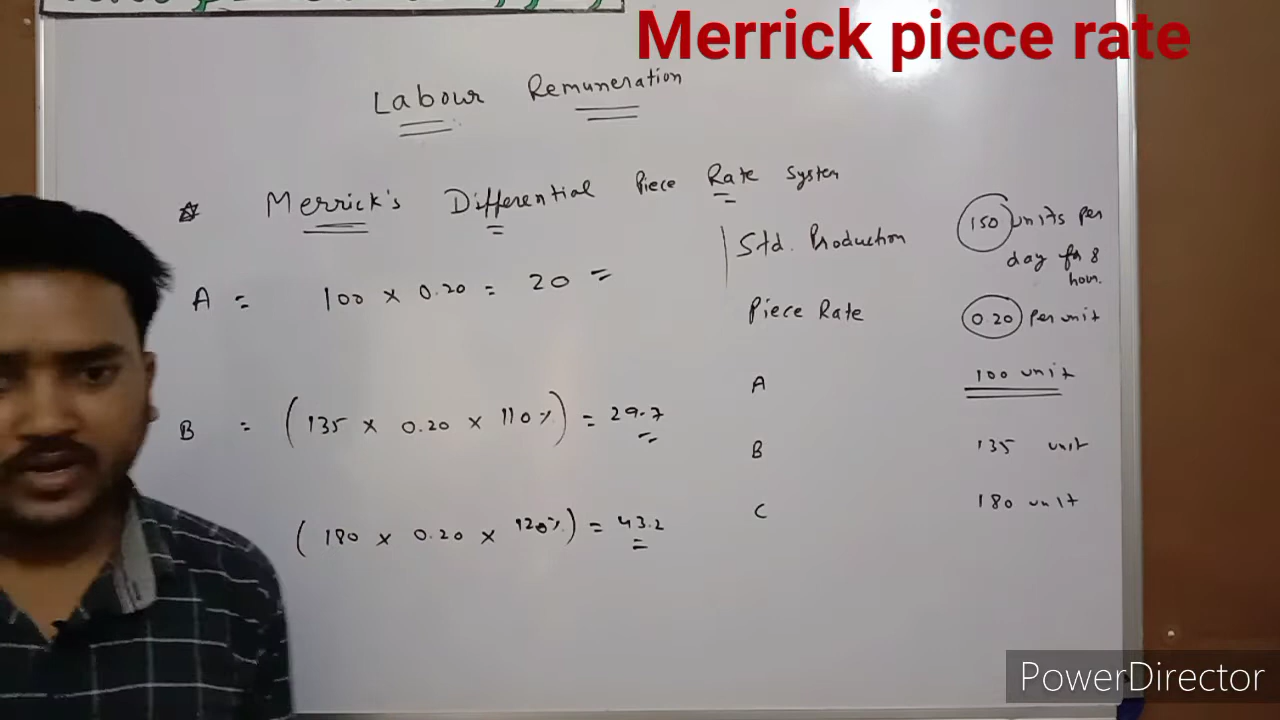 Merrick piece rate
Labour Remuneration
Merrick's Differential Piece Rate System
A = 100 x 0.20 = 20 =
B = (135 x 0.20 x 110%) = 29.7
(180 x 0.20 x 120%) = 43.2
Std. Production 150 units per
day for 8
hour.
Piece Rate 0.20 per unit
A 100 unit
B 135 unit
C 180 unit
PowerDirector